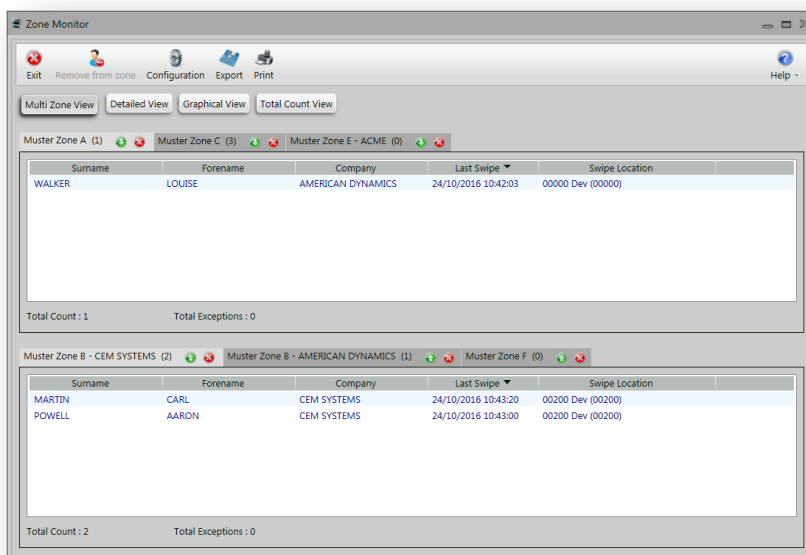 Zone Monitor
Exit Remove from zone Configuration Export Print Help
Multi Zone View Detailed View Graphical View Total Count View
Muster Zone A (1) Muster Zone C (3) Muster Zone E - ACME (0)
Surname Forename Company Last Swipe Swipe Location
WALKER LOUISE AMERICAN DYNAMICS 24/10/2016 10:42:03 00000 Dev (00000)
Total Count : 1 Total Exceptions : 0
Muster Zone B - CEM SYSTEMS (2) Muster Zone B - AMERICAN DYNAMICS (1) Muster Zone F (0)
Surname Forename Company Last Swipe Swipe Location
MARTIN CARL CEM SYSTEMS 24/10/2016 10:43:20 00200 Dev (00200)
POWELL AARON CEM SYSTEMS 24/10/2016 10:43:00 00200 Dev (00200)
Total Count : 2 Total Exceptions : 0